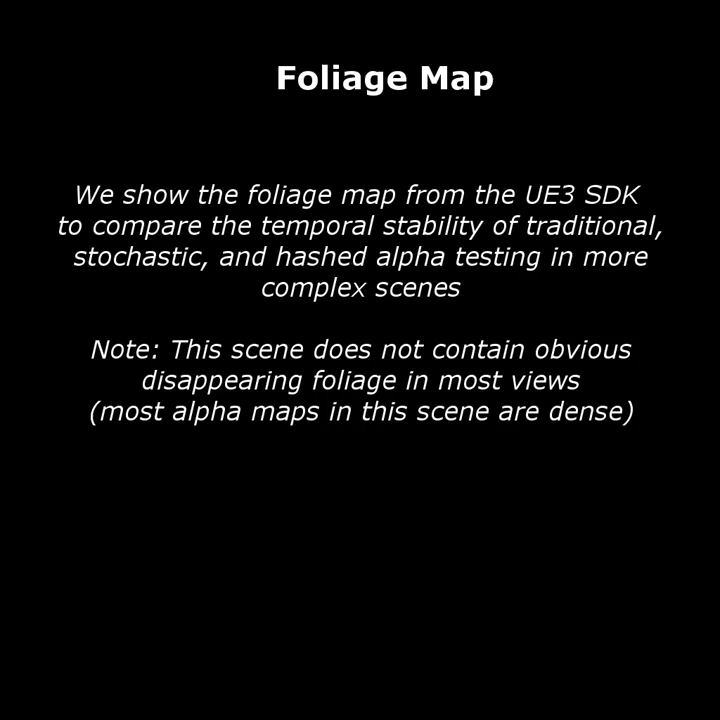 Foliage Map
We show the foliage map from the UE3 SDK
to compare the temporal stability of traditional,
stochastic, and hashed alpha testing in more
complex scenes
Note: This scene does not contain obvious
disappearing foliage in most views
(most alpha maps in this scene are dense)